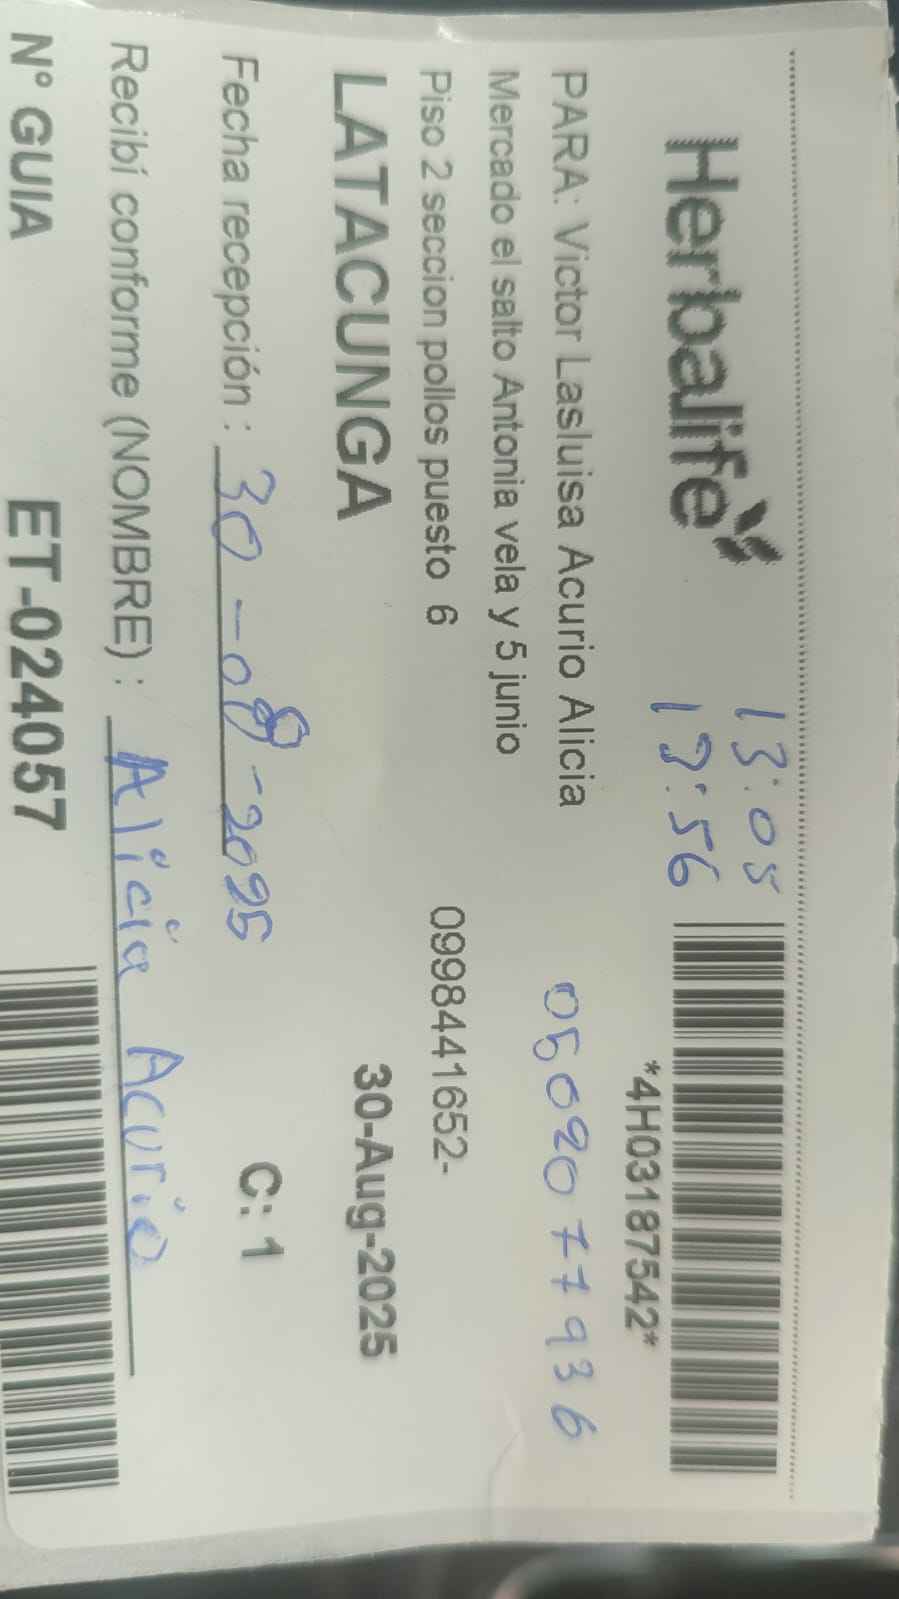 Herbalife
13:05
12:56
*4H03187542*
PARA: Victor Lasluisa Acurio Alicia
0502077936
Mercado el salto Antonia vela y 5 junio
Piso 2 seccion pollos puesto 6
0998441652-
LATACUNGA
30-Aug-2025
Fecha recepción : 30-08-2025
C: 1
Recibí conforme (NOMBRE) : Alicia Acurio
N° GUIA
ET-024057